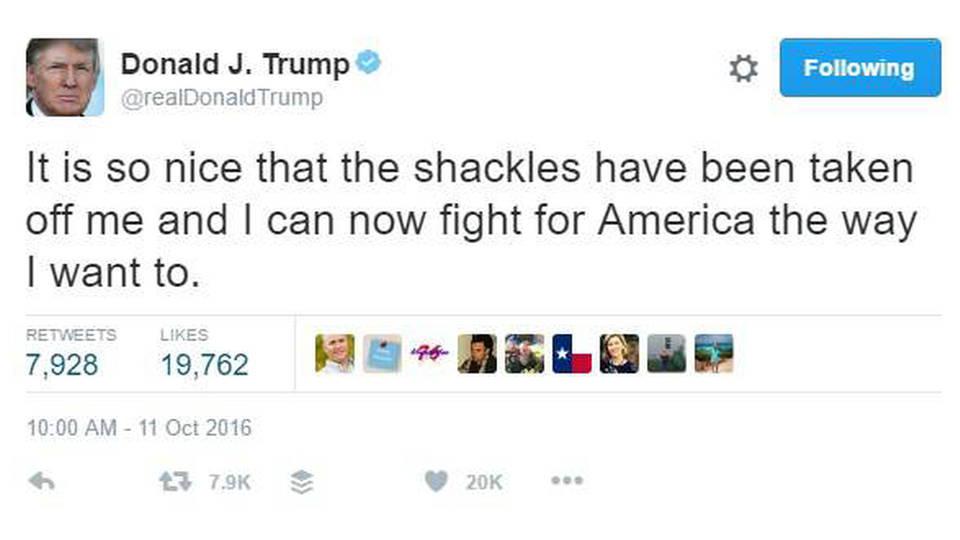 Donald J. Trump
@realDonaldTrump
Following
It is so nice that the shackles have been taken
off me and I can now fight for America the way
I want to.
RETWEETS LIKES
7,928 19,762
10:00 AM - 11 Oct 2016
7.9K 20K